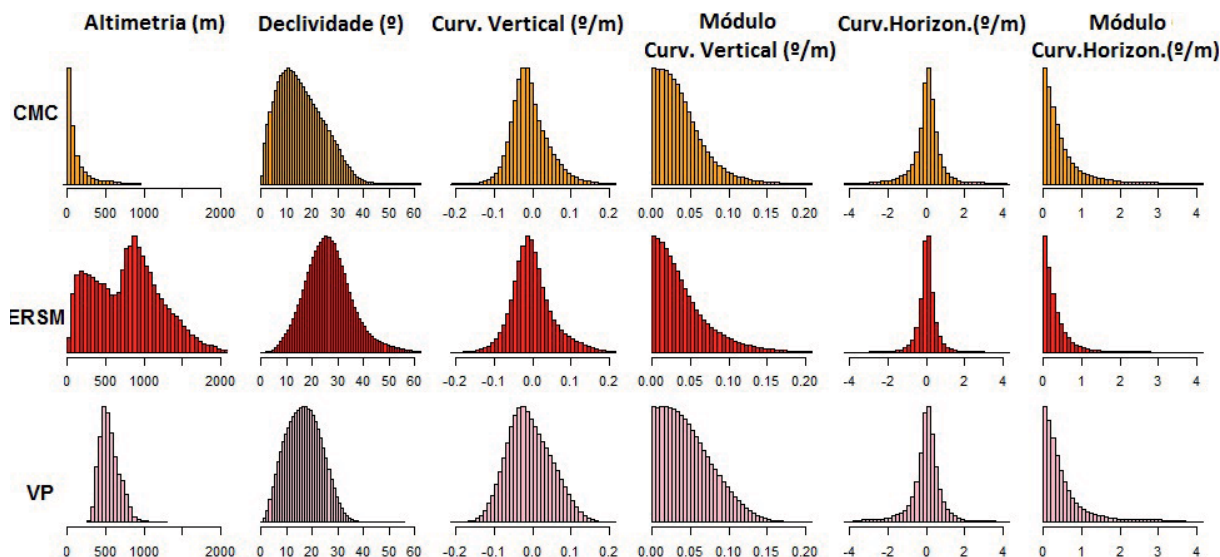 Altimetria (m) Declividade (º) Curv. Vertical (º/m) Módulo Curv.Horizon.(º/m) Módulo
Curv. Vertical (º/m) Curv.Horizon.(º/m)
CMC
0 500 1000 2000 0 10 20 30 40 50 60 -0.2 -0.1 0.0 0.1 0.2 0.00 0.05 0.10 0.15 0.20 -4 -2 0 2 4 0 1 2 3 4
ERSM
0 500 1000 2000 0 10 20 30 40 50 60 -0.2 -0.1 0.0 0.1 0.2 0.00 0.05 0.10 0.15 0.20 -4 -2 0 2 4 0 1 2 3 4
VP
0 500 1000 2000 0 10 20 30 40 50 60 -0.2 -0.1 0.0 0.1 0.2 0.00 0.05 0.10 0.15 0.20 -4 -2 0 2 4 0 1 2 3 4